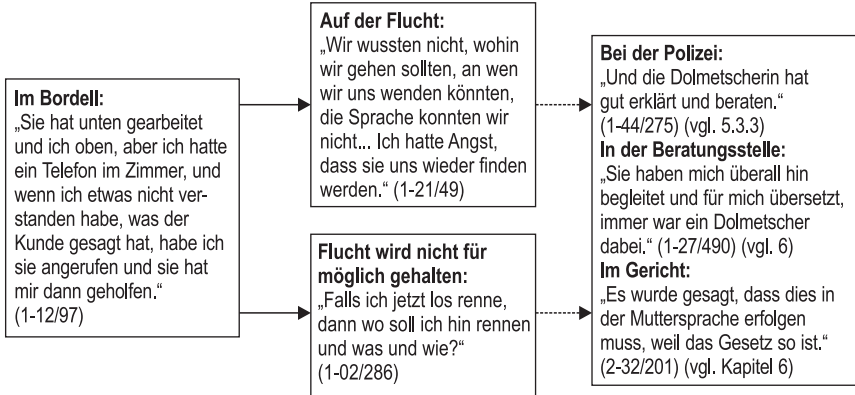 Im Bordell:
„Sie hat unten gearbeitet
und ich oben, aber ich hatte
ein Telefon im Zimmer, und
wenn ich etwas nicht ver-
standen habe, was der
Kunde gesagt hat, habe ich
sie angerufen und sie hat
mir dann geholfen.“
(1-12/97)
Auf der Flucht:
„Wir wussten nicht, wohin
wir gehen sollten, an wen
wir uns wenden könnten,
die Sprache konnten wir
nicht... Ich hatte Angst,
dass sie uns wieder finden
werden.“ (1-21/49)
Flucht wird nicht für
möglich gehalten:
„Falls ich jetzt los renne,
dann wo soll ich hin rennen
und was und wie?“
(1-02/286)
Bei der Polizei:
„Und die Dolmetscherin hat
gut erklärt und beraten.“
(1-44/275) (vgl. 5.3.3)
In der Beratungsstelle:
„Sie haben mich überall hin
begleitet und für mich übersetzt,
immer war ein Dolmetscher
dabei.“ (1-27/490) (vgl. 6)
Im Gericht:
„Es wurde gesagt, dass dies in
der Muttersprache erfolgen
muss, weil das Gesetz so ist.“
(2-32/201) (vgl. Kapitel 6)